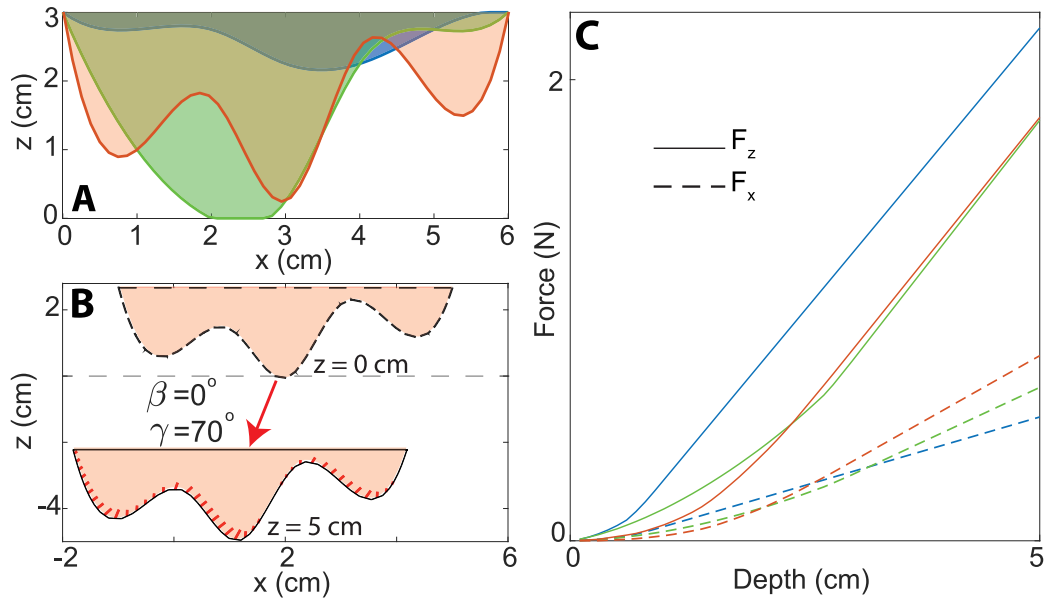 A
z (cm)
3
2
1
0
0
1
2
3
4
5
6
x (cm)
B
z (cm)
2
-4
z = 0 cm
β =0°
γ =70°
z = 5 cm
-2
2
6
x (cm)
C
Force (N)
2
0
F_z
F_x
0
5
Depth (cm)